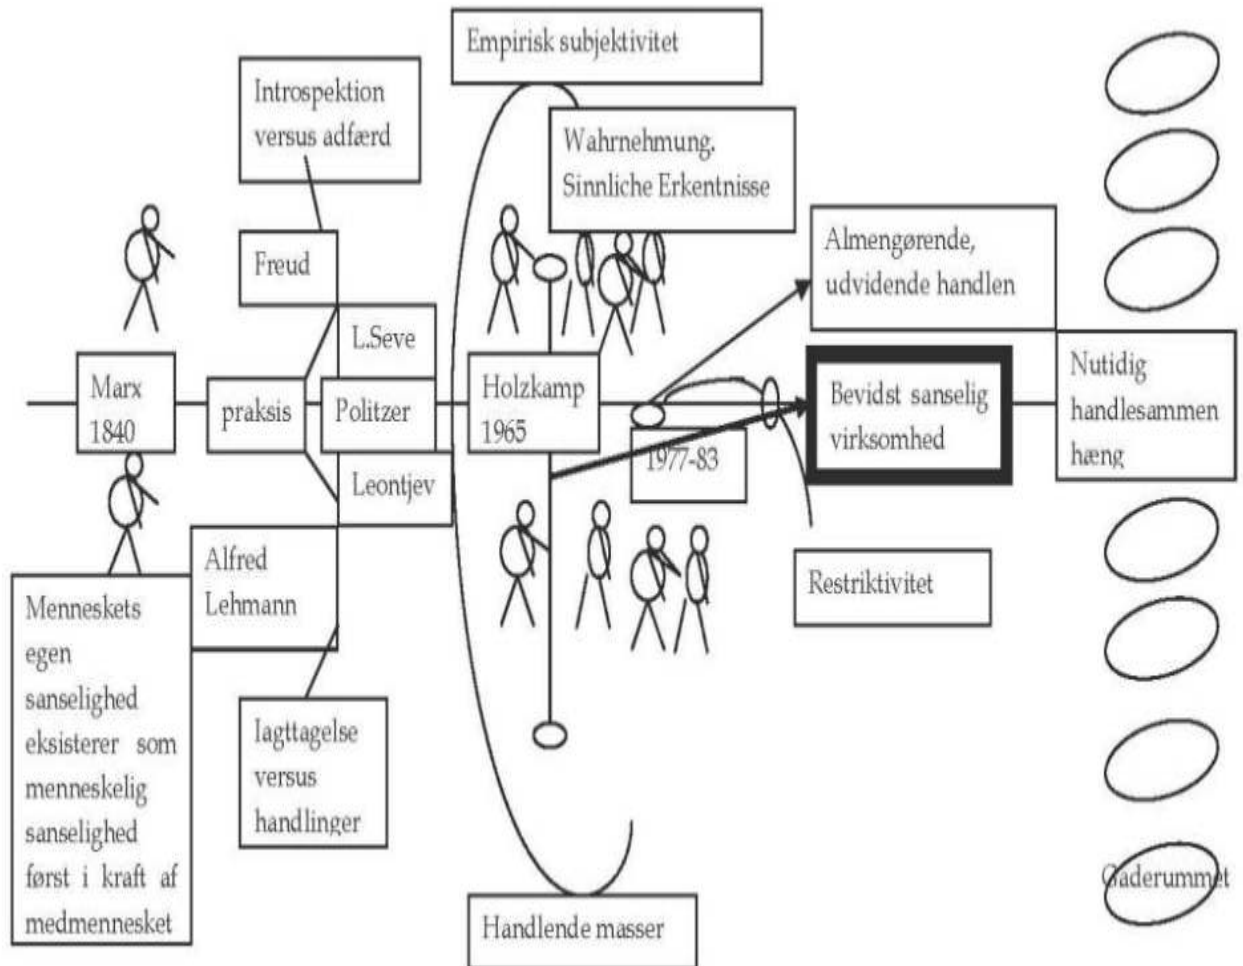 Empirisk subjektivitet
Introspektion
versus adfærd
Wahrnehmung.
Sinnliche Erkentnisse
Freud
Almengørende,
udvidende handlen
L.Seve
Marx
1840
praksis
Politzer
Holzkamp
1965
1977-83
Bevidst sanselig
virksomhed
Nutidig
handlesammen
hæng
Leontjev
Alfred
Lehmann
Restriktivitet
Menneskets
egen
sanselighed
eksisterer som
menneskelig
sanselighed
først i kraft af
medmennesket
Iagttagelse
versus
handlinger
Gaderummet
Handlende masser